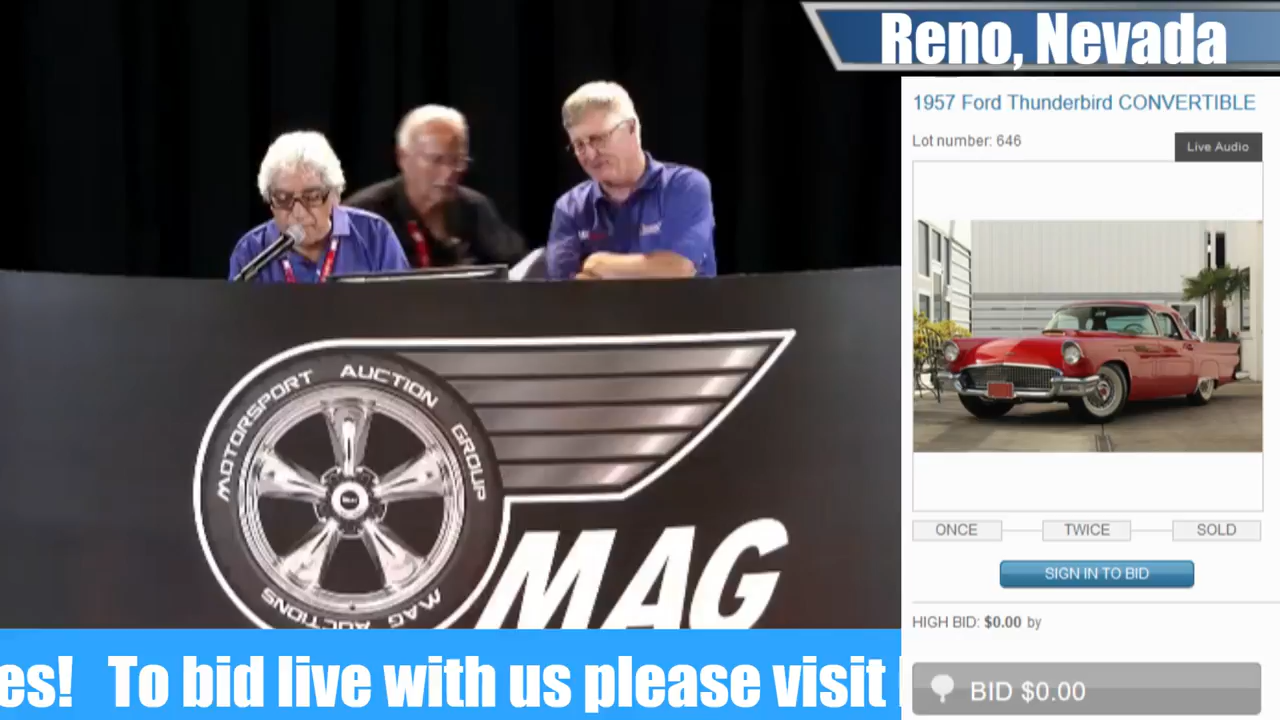 Reno, Nevada
1957 Ford Thunderbird CONVERTIBLE
Lot number: 646
Live Audio
MOTORSPORT AUCTION GROUP
MAG AUCTIONS
MAG
ONCE
TWICE
SOLD
SIGN IN TO BID
HIGH BID: $0.00 by
BID $0.00
es! To bid live with us please visit